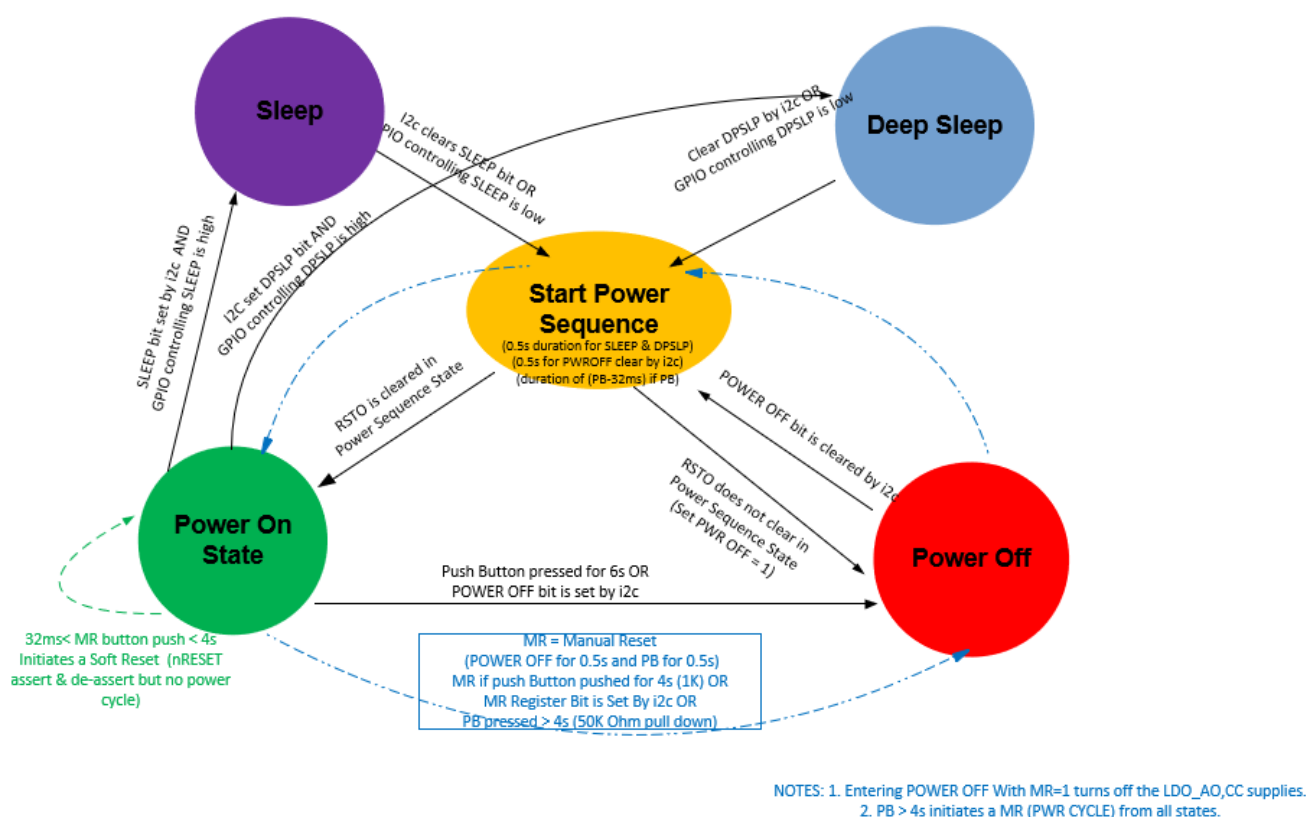 Sleep
Deep Sleep
I2c clears SLEEP bit OR
PIO controlling SLEEP is low
Clear DPSLP by i2c OR
GPIO controlling DPSLP is low
SLEEP bit set by i2c AND
GPIO controlling SLEEP is high
I2C set DPSLP bit AND
GPIO controlling DPSLP is high
Start Power
Sequence
(0.5s duration for SLEEP & DPSLP)
(0.5s for PWROFF clear by i2c)
(duration of (PB-32ms) if PB)
RSTO is cleared in
Power Sequence State
POWER OFF bit is cleared by i2c
RSTO does not clear in
Power Sequence State
(Set PWR OFF = 1)
Power On
State
Power Off
Push Button pressed for 6s OR
POWER OFF bit is set by i2c
32ms< MR button push < 4s
Initiates a Soft Reset (nRESET
assert & de-assert but no power
cycle)
MR = Manual Reset
(POWER OFF for 0.5s and PB for 0.5s)
MR if push Button pushed for 4s (1K) OR
MR Register Bit is Set By i2c OR
PB pressed > 4s (50K Ohm pull down)
NOTES: 1. Entering POWER OFF With MR=1 turns off the LDO_AO,CC supplies.
2. PB > 4s initiates a MR (PWR CYCLE) from all states.